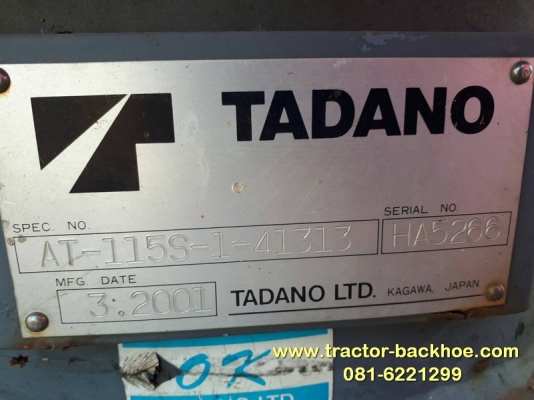 TADANO
SPEC. NO.
AT-115S-1-41313
SERIAL NO.
HA5266
MFG. DATE
3.2001
TADANO LTD. KAGAWA, JAPAN
OK
www.tractor-backhoe.com
081-6221299